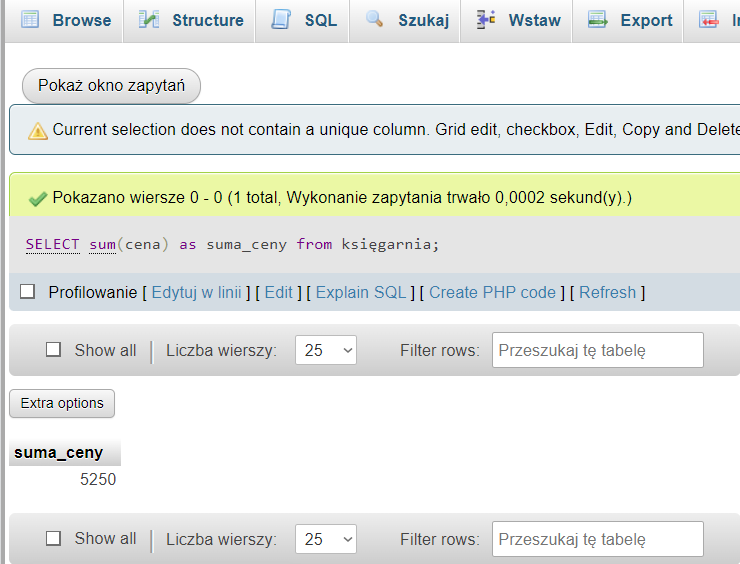 Browse Structure SQL Szukaj Wstaw Export
Pokaż okno zapytań
Current selection does not contain a unique column. Grid edit, checkbox, Edit, Copy and Delete
Pokazano wiersze 0 - 0 (1 total, Wykonanie zapytania trwało 0,0002 sekund(y).)
SELECT sum(cena) as suma_ceny from księgarnia;
Profilowanie [ Edytuj w linii ] [ Edit ] [ Explain SQL ] [ Create PHP code ] [ Refresh ]
Show all Liczba wierszy: 25 Filter rows: Przeszukaj tę tabelę
Extra options
suma_ceny
5250
Show all Liczba wierszy: 25 Filter rows: Przeszukaj tę tabelę